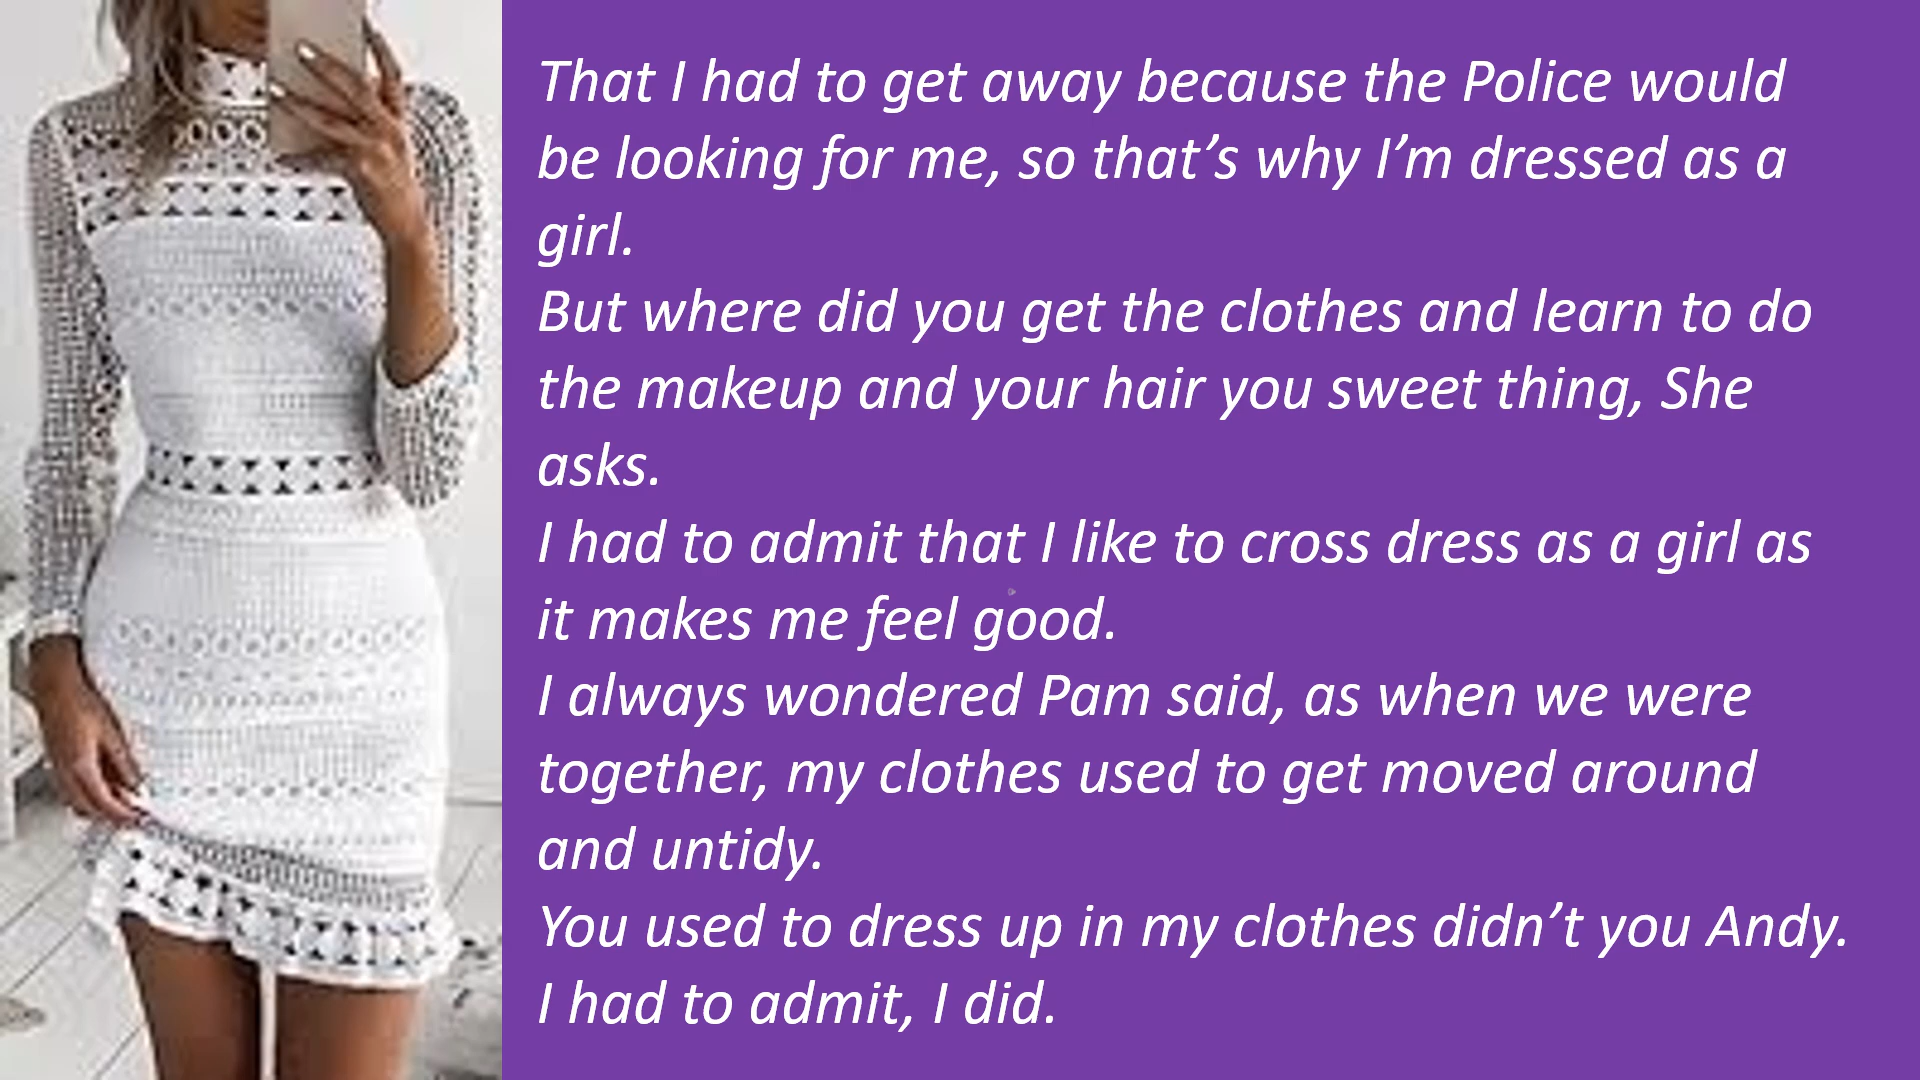 That I had to get away because the Police would
be looking for me, so that’s why I’m dressed as a
girl.
But where did you get the clothes and learn to do
the makeup and your hair you sweet thing, She
asks.
I had to admit that I like to cross dress as a girl as
it makes me feel good.
I always wondered Pam said, as when we were
together, my clothes used to get moved around
and untidy.
You used to dress up in my clothes didn’t you Andy.
I had to admit, I did.